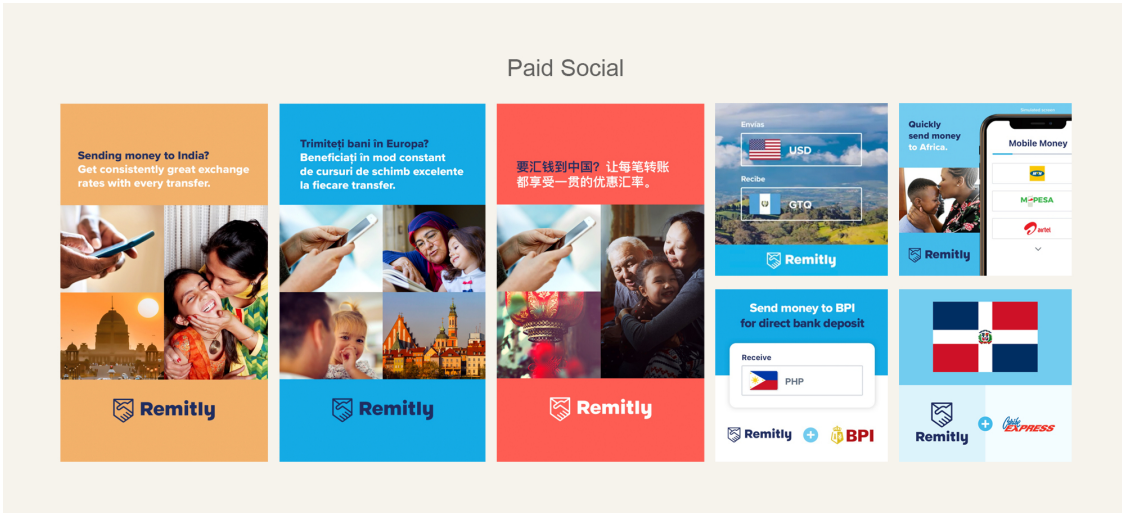 Paid Social
Sending money to India?
Get consistently great exchange
rates with every transfer.
Remitly
Trimiteți bani in Europa?
Beneficiați în mod constant
de cursuri de schimb excelente
la fiecare transfer.
Remitly
要汇钱到中国？让每笔转账
都享受一贯的优惠汇率。
Remitly
Envías
USD
Recibe
GTQ
Remitly
Quickly
send money
to Africa.
Mobile Money
M-PESA
airtel
Remitly
Send money to BPI
for direct bank deposit
Receive
PHP
Remitly
BPI
Remitly
Caribe
EXPRESS